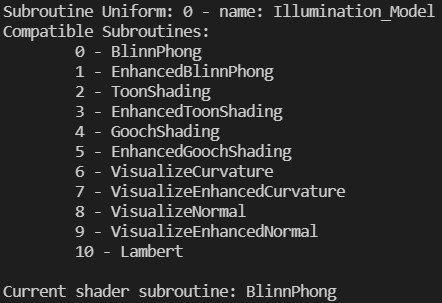 Subroutine Uniform: 0 - name: Illumination_Model
Compatible Subroutines:
0 - BlinnPhong
1 - EnhancedBlinnPhong
2 - ToonShading
3 - EnhancedToonShading
4 - GoochShading
5 - EnhancedGoochShading
6 - VisualizeCurvature
7 - VisualizeEnhancedCurvature
8 - VisualizeNormal
9 - VisualizeEnhancedNormal
10 - Lambert
Current shader subroutine: BlinnPhong